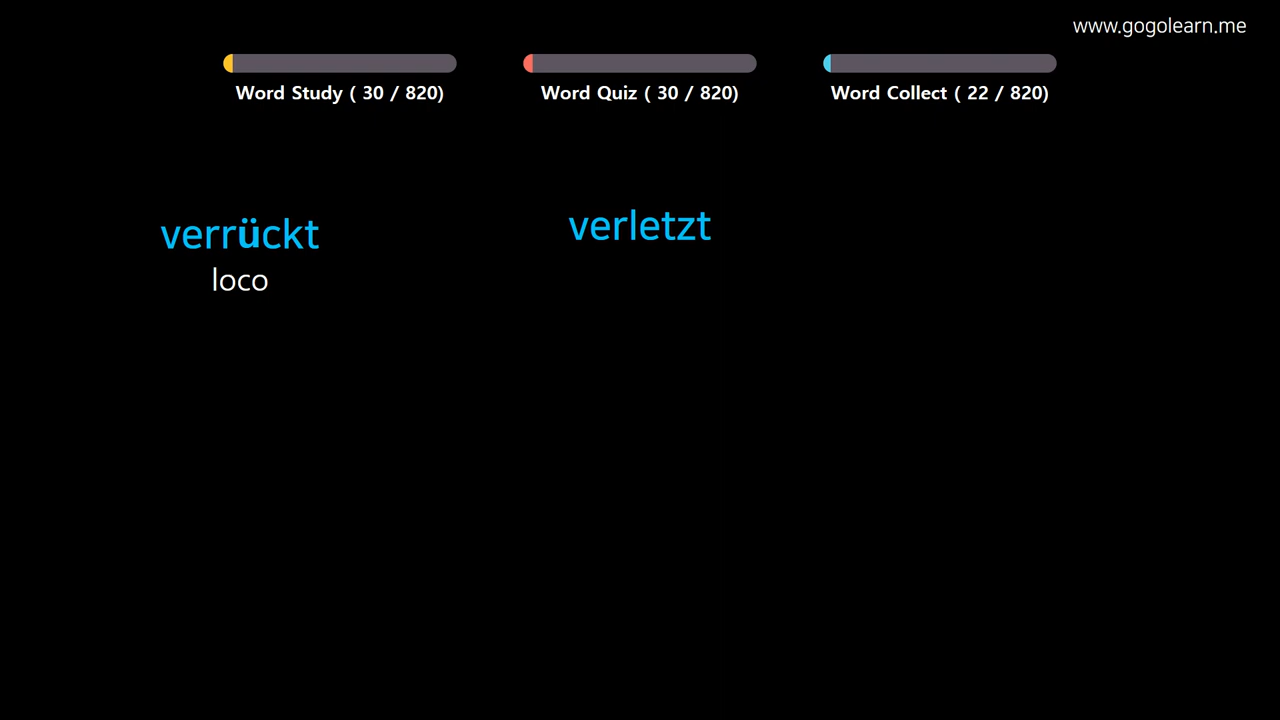 www.gogolearn.me
Word Study ( 30 / 820)
Word Quiz ( 30 / 820)
Word Collect ( 22 / 820)
verrückt
loco
verletzt